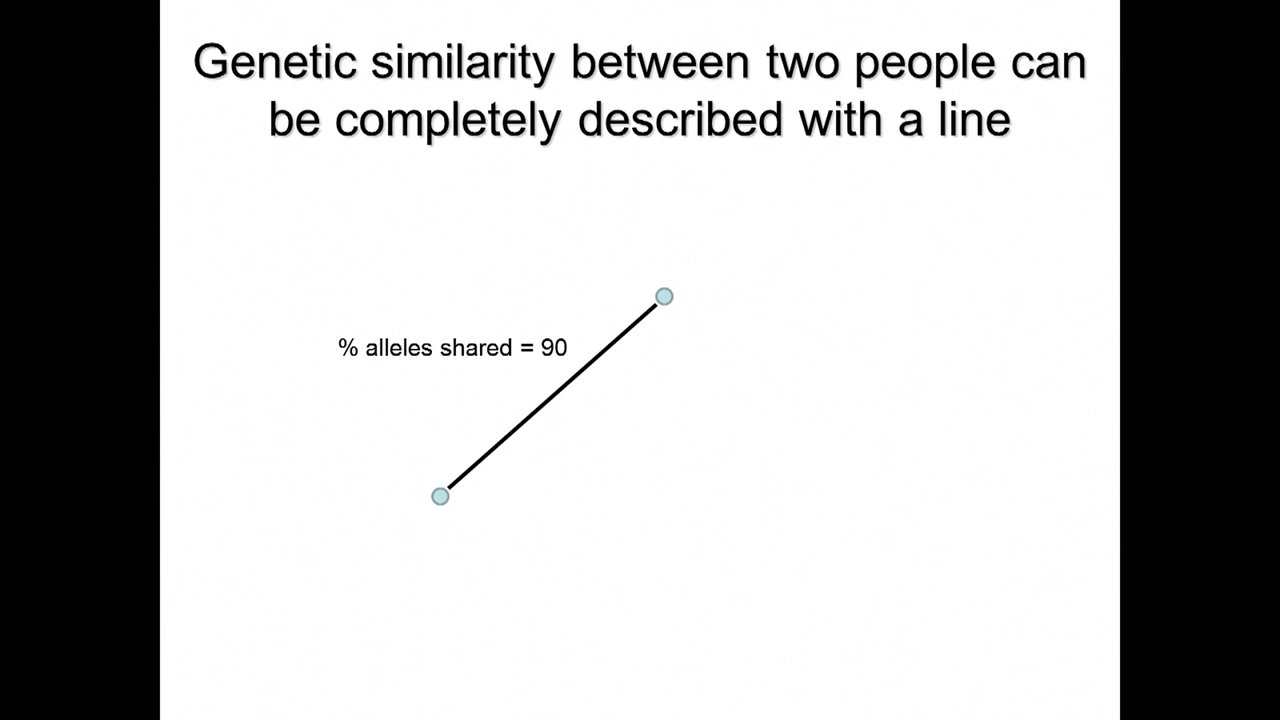 Genetic similarity between two people can
be completely described with a line
% alleles shared = 90